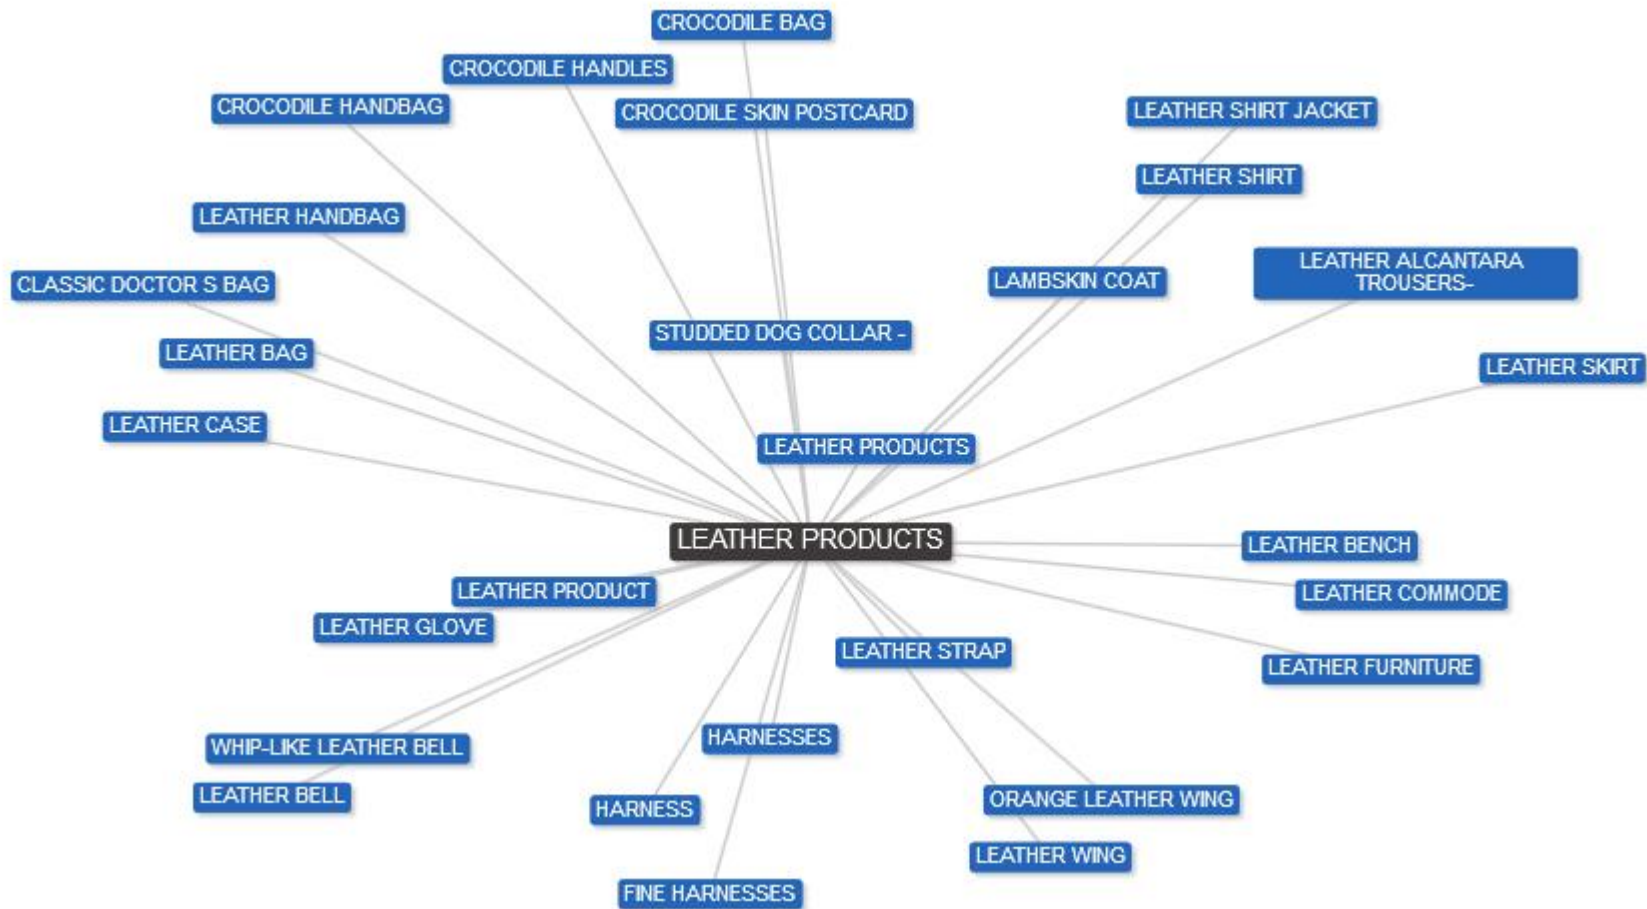 CROCODILE BAG
CROCODILE HANDLES
CROCODILE HANDBAG
CROCODILE SKIN POSTCARD
LEATHER SHIRT JACKET
LEATHER SHIRT
LEATHER HANDBAG
LEATHER ALCANTARA
TROUSERS-
CLASSIC DOCTOR S BAG
LAMBSKIN COAT
STUDDED DOG COLLAR -
LEATHER BAG
LEATHER SKIRT
LEATHER CASE
LEATHER PRODUCTS
LEATHER PRODUCTS
LEATHER BENCH
LEATHER PRODUCT
LEATHER COMMODE
LEATHER GLOVE
LEATHER STRAP
LEATHER FURNITURE
WHIP-LIKE LEATHER BELL
HARNESSES
LEATHER BELL
HARNESS
ORANGE LEATHER WING
LEATHER WING
FINE HARNESSES